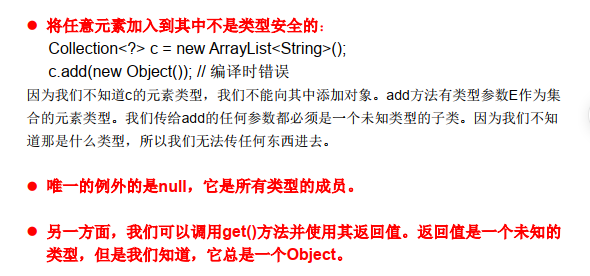 ● 将任意元素加入到其中不是类型安全的：
Collection<?> c = new ArrayList<String>();
c.add(new Object()); // 编译时错误
因为我们不知道c的元素类型，我们不能向其中添加对象。add方法有类型参数E作为集
合的元素类型。我们传给add的任何参数都必须是一个未知类型的子类。因为我们不知
道那是什么类型，所以我们无法传任何东西进去。
● 唯一的例外的是null，它是所有类型的成员。
● 另一方面，我们可以调用get()方法并使用其返回值。返回值是一个未知的
类型，但是我们知道，它总是一个Object。